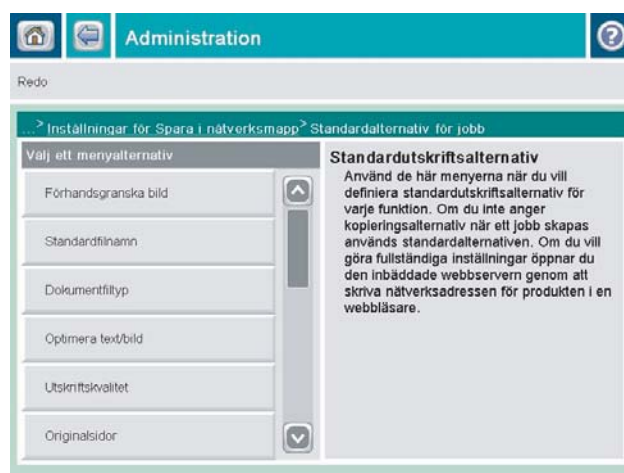 Administration
?
Redo
...> Inställningar för Spara i nätverksmapp> Standardalternativ för jobb
Välj ett menyalternativ
Förhandsgranska bild
Standardfilnamn
Dokumentfiltyp
Optimera text/bild
Utskriftskvalitet
Originalsidor
Standardutskriftsalternativ
Använd de här menyerna när du vill
definiera standardutskriftsalternativ för
varje funktion. Om du inte anger
kopieringsalternativ när ett jobb skapas
används standardalternativen. Om du vill
göra fullständiga inställningar öppnar du
den inbäddade webbservern genom att
skriva nätverksadressen för produkten i en
webbläsare.